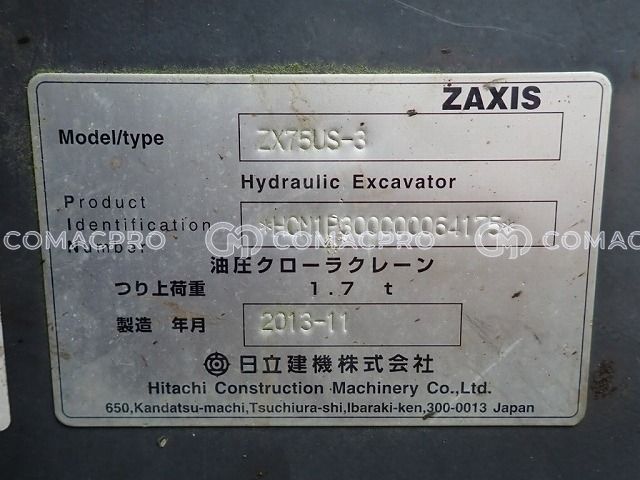 ZAXIS
Model/type ZX75US-3
Hydraulic Excavator
Product
Identification
Number
COMACPRO COMACPRO COMACPRO
油圧クローラクレーン
つり上荷重 1.7 t
製造 年月 2013-11
日立建機株式会社
Hitachi Construction Machinery Co.,Ltd.
650,Kandatsu-machi,Tsuchiura-shi,Ibaraki-ken,300-0013 Japan